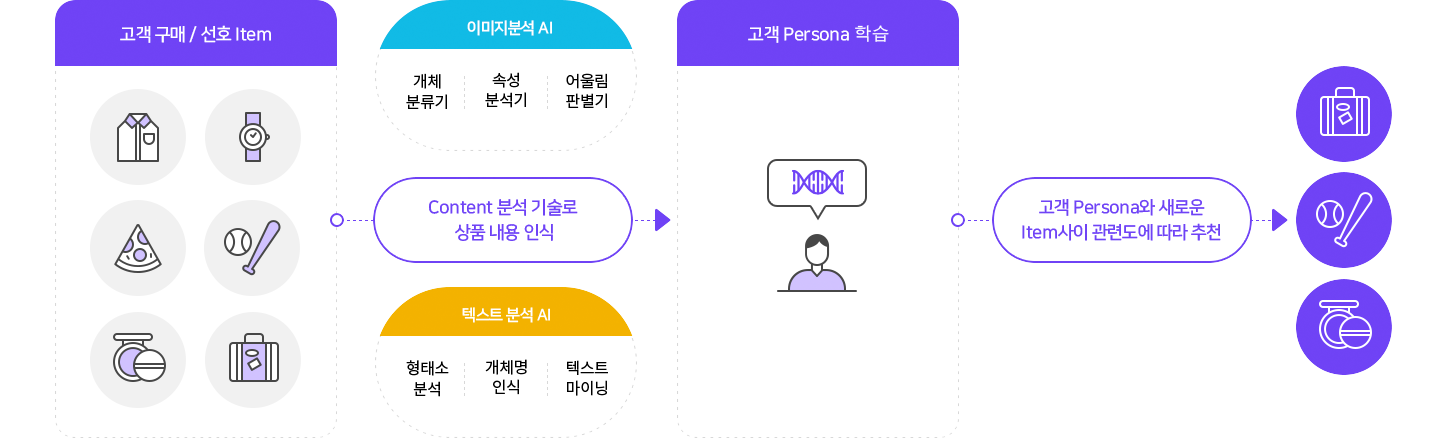 고객 구매 / 선호 Item
이미지분석 AI
개체
분류기
속성
분석기
어울림
판별기
Content 분석 기술로
상품 내용 인식
텍스트 분석 AI
형태소
분석
개체명
인식
텍스트
마이닝
고객 Persona 학습
고객 Persona와 새로운
Item사이 관련도에 따라 추천